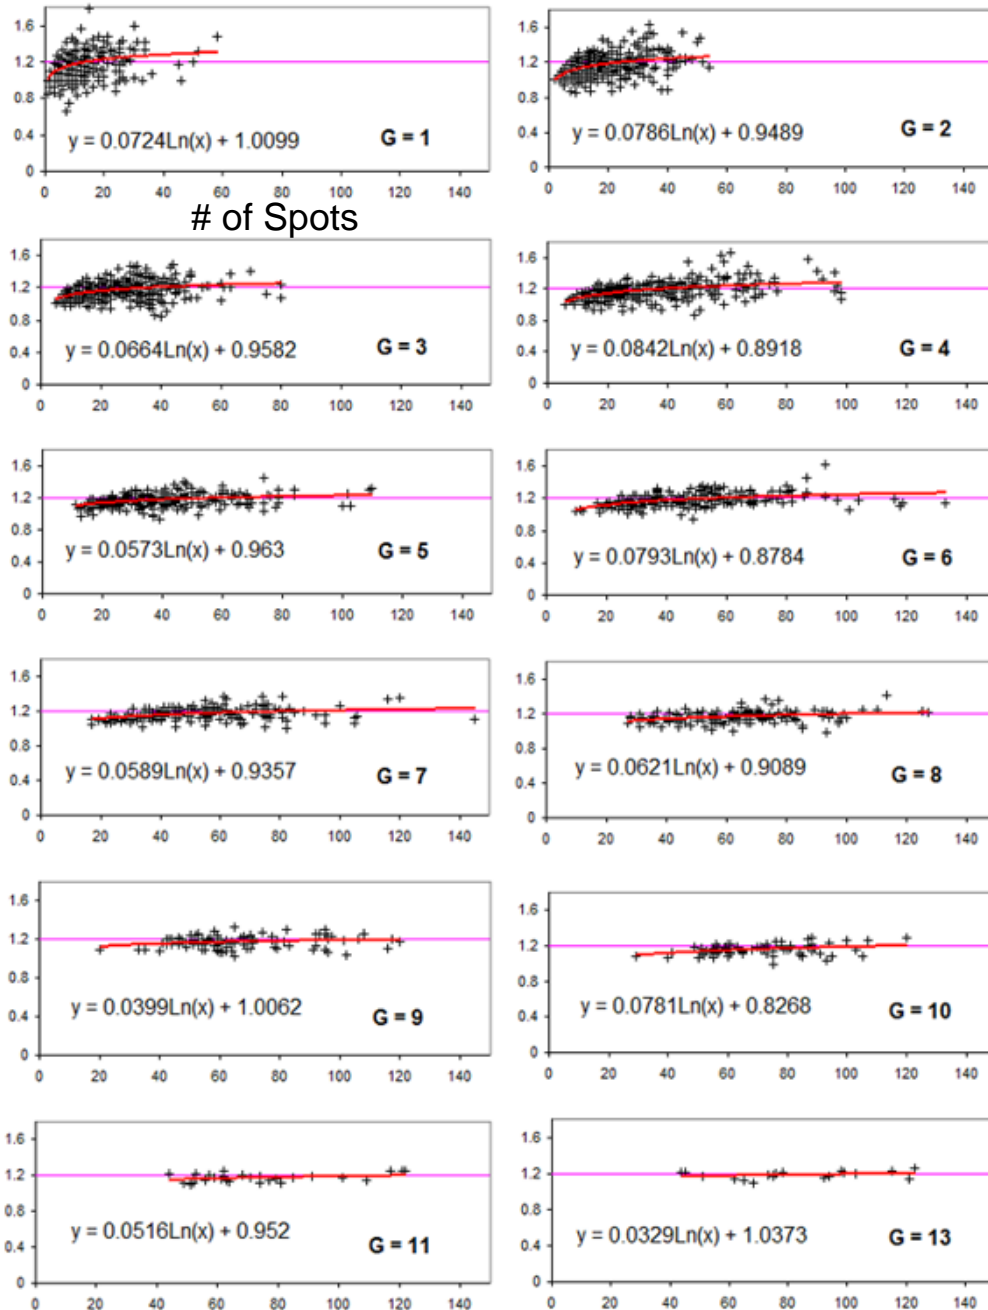 1.6
1.2
0.8
0.4
0
y = 0.0724Ln(x) + 1.0099 G = 1
0 20 40 60 80 100 120 140
1.6
1.2
0.8
0.4
0
y = 0.0786Ln(x) + 0.9489 G = 2
0 20 40 60 80 100 120 140
# of Spots
1.6
1.2
0.8
0.4
0
y = 0.0664Ln(x) + 0.9582 G = 3
0 20 40 60 80 100 120 140
1.6
1.2
0.8
0.4
0
y = 0.0842Ln(x) + 0.8918 G = 4
0 20 40 60 80 100 120 140
1.6
1.2
0.8
0.4
0
y = 0.0573Ln(x) + 0.963 G = 5
0 20 40 60 80 100 120 140
1.6
1.2
0.8
0.4
0
y = 0.0793Ln(x) + 0.8784 G = 6
0 20 40 60 80 100 120 140
1.6
1.2
0.8
0.4
0
y = 0.0589Ln(x) + 0.9357 G = 7
0 20 40 60 80 100 120 140
1.6
1.2
0.8
0.4
0
y = 0.0621Ln(x) + 0.9089 G = 8
0 20 40 60 80 100 120 140
1.6
1.2
0.8
0.4
0
y = 0.0399Ln(x) + 1.0062 G = 9
0 20 40 60 80 100 120 140
1.6
1.2
0.8
0.4
0
y = 0.0781Ln(x) + 0.8268 G = 10
0 20 40 60 80 100 120 140
1.6
1.2
0.8
0.4
0
y = 0.0516Ln(x) + 0.952 G = 11
0 20 40 60 80 100 120 140
1.6
1.2
0.8
0.4
0
y = 0.0329Ln(x) + 1.0373 G = 13
0 20 40 60 80 100 120 140